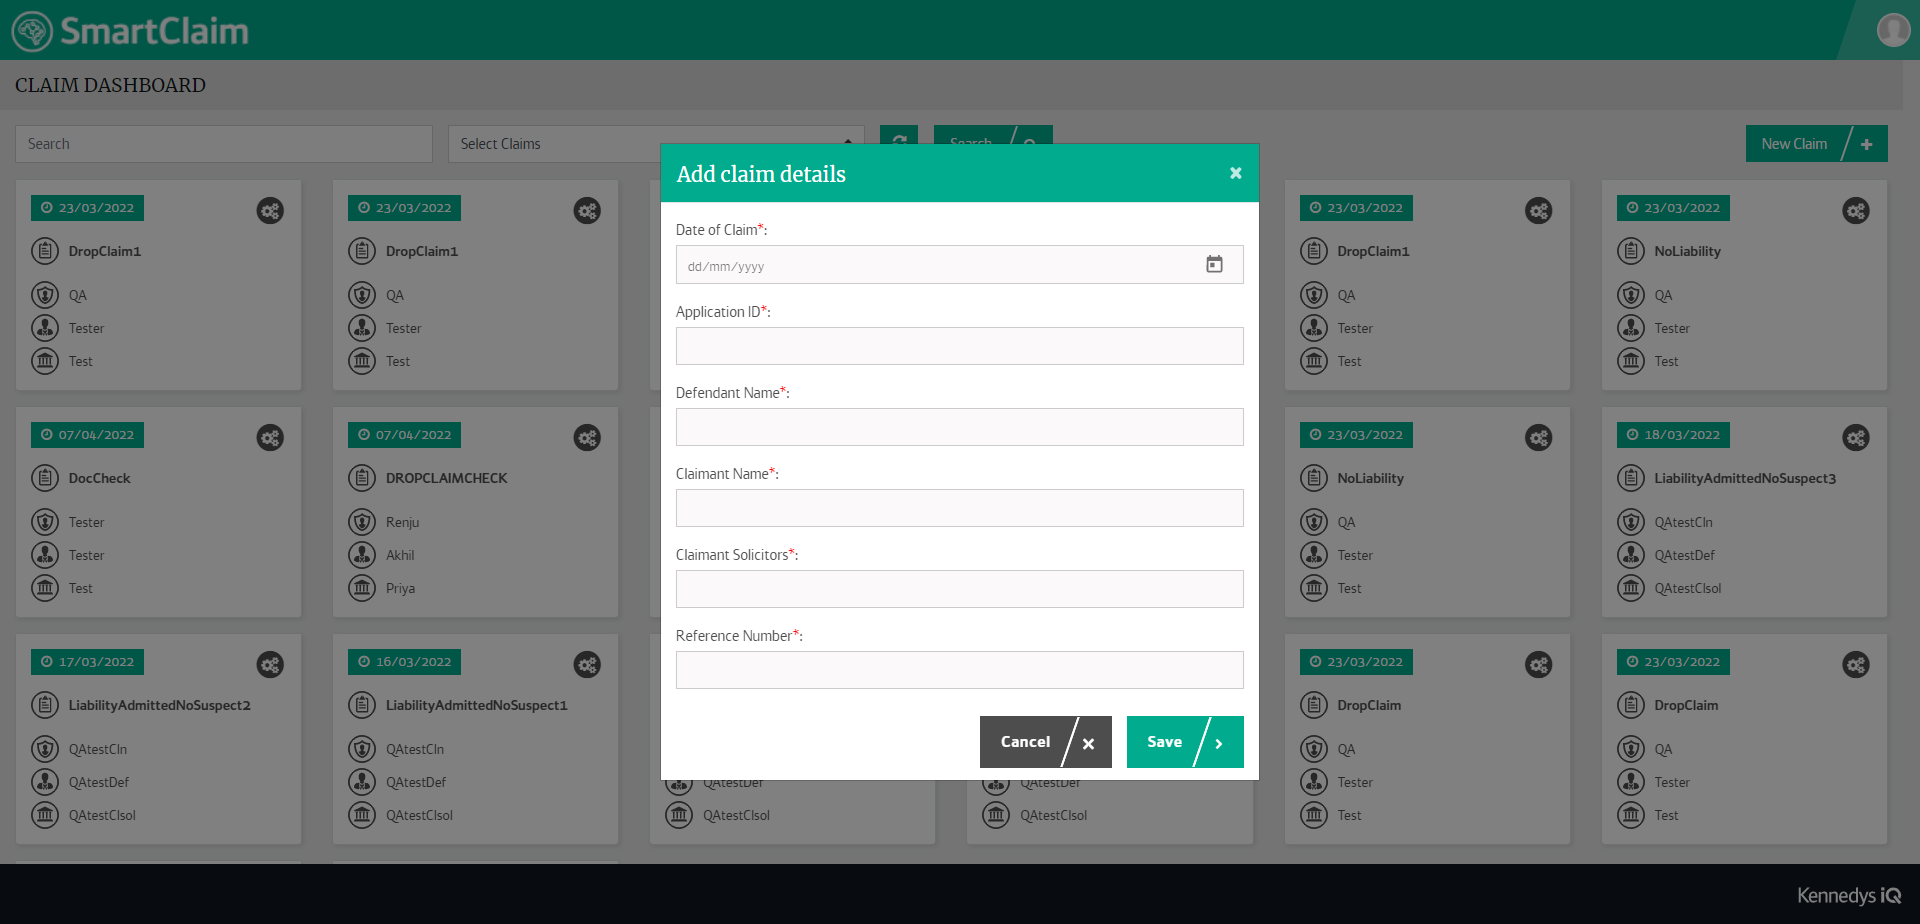 SmartClaim
CLAIM DASHBOARD
Search
Select Claims
Search
New Claim
Add claim details
Date of Claim*:
dd/mm/yyyy
Application ID*:
Defendant Name*:
Claimant Name*:
Claimant Solicitors*:
Reference Number*:
Cancel
Save
23/03/2022
DropClaim1
QA
Tester
Test
23/03/2022
DropClaim1
QA
Tester
Test
23/03/2022
DropClaim1
QA
Tester
Test
23/03/2022
NoLiability
QA
Tester
Test
07/04/2022
DocCheck
Tester
Tester
Test
07/04/2022
DROPCLAIMCHECK
Renju
Akhil
Priya
23/03/2022
NoLiability
QA
Tester
Test
18/03/2022
LiabilityAdmittedNoSuspect3
QAtestCln
QAtestDef
QAtestClsol
17/03/2022
LiabilityAdmittedNoSuspect2
QAtestCln
QAtestDef
QAtestClsol
16/03/2022
LiabilityAdmittedNoSuspect1
QAtestCln
QAtestDef
QAtestClsol
QAtestDef
QAtestClsol
QAtestDef
QAtestClsol
23/03/2022
DropClaim
QA
Tester
Test
23/03/2022
DropClaim
QA
Tester
Test
Kennedys iQ